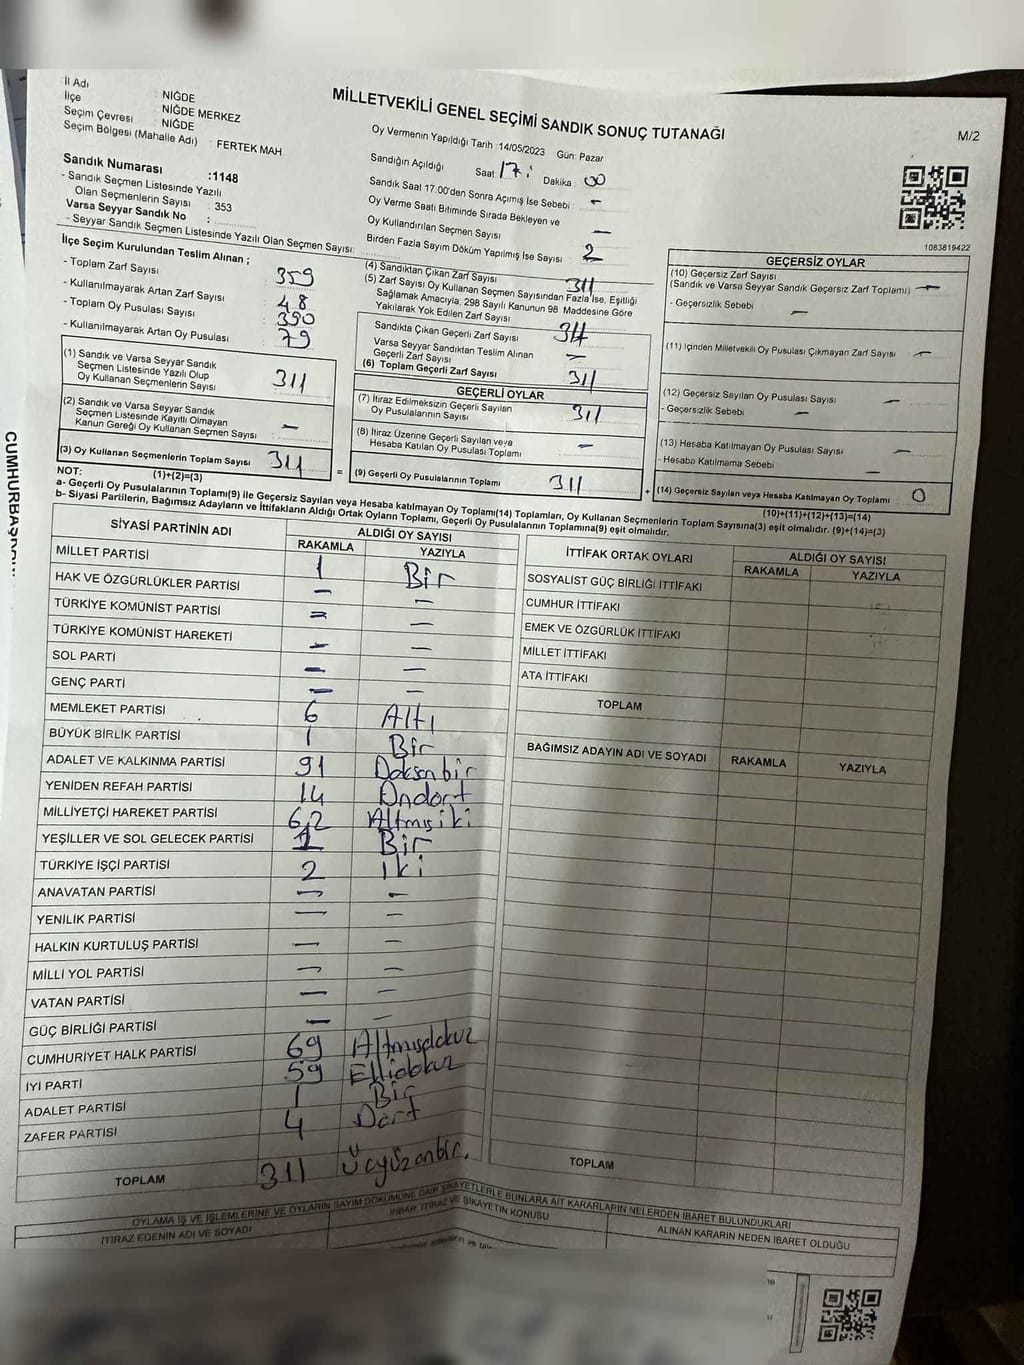 MİLLETVEKİLİ GENEL SEÇİMİ SANDIK SONUÇ TUTANAĞI
M/2
İl Adı NİĞDE
İlçe NİĞDE MERKEZ
Seçim Çevresi NİĞDE
Seçim Bölgesi (Mahalle Adı) FERTEK MAH
Sandık Numarası :1148
- Sandık Seçmen Listesinde Yazılı
Olan Seçmenlerin Sayısı : 353
Varsa Seyyar Sandık No :
- Seyyar Sandık Seçmen Listesinde Yazılı Olan Seçmen Sayısı:
Oy Vermenin Yapıldığı Tarih :14/05/2023 Gün: Pazar
Sandığın Açıldığı Saat: 17: Dakika : 00
Sandık Saat 17.00'den Sonra Açımış İse Sebebi : -
Oy Verme Saati Bitiminde Sırada Bekleyen ve
Oy Kullandırılan Seçmen Sayısı —
Birden Fazla Sayım Döküm Yapılmış İse Sayısı : 2
1083819422
İlçe Seçim Kurulundan Teslim Alınan ;
- Toplam Zarf Sayısı : 359
- Kullanılmayarak Artan Zarf Sayısı : 48
- Toplam Oy Pusulası Sayısı : 390
- Kullanılmayarak Artan Oy Pusulası : 79
(1) Sandık ve Varsa Seyyar Sandık
Seçmen Listesinde Yazılı Olup
Oy Kullanan Seçmenlerin Sayısı : 311
(2) Sandık ve Varsa Seyyar Sandık
Seçmen Listesinde Kayıtlı Olmayan
Kanun Gereği Oy Kullanan Seçmen Sayısı : —
(3) Oy Kullanan Seçmenlerin Toplam Sayısı 311
(1)+(2)=(3)
(4) Sandıktan Çıkan Zarf Sayısı 311
(5) Zarf Sayısı Oy Kullanan Seçmen Sayısından Fazla İse, Eşitliği
Sağlamak Amacıyla, 298 Sayılı Kanunun 98 Maddesine Göre
Yakılarak Yok Edilen Zarf Sayısı
Sandıkta Çıkan Geçerli Zarf Sayısı 311
Varsa Seyyar Sandıktan Teslim Alınan
Geçerli Zarf Sayısı —
(6) Toplam Geçerli Zarf Sayısı 311
GEÇERLİ OYLAR
(7) İtiraz Edilmeksizin Geçerli Sayılan
Oy Pusulalarının Sayısı : 311
(8) İtiraz Üzerine Geçerli Sayılan veya
Hesaba Katılan Oy Pusulası Toplamı —
= (9) Geçerli Oy Pusulalarının Toplamı 311
GEÇERSİZ OYLAR
(10) Geçersiz Zarf Sayısı
(Sandık ve Varsa Seyyar Sandık Geçersiz Zarf Toplamı) —
- Geçersizlik Sebebi : —
(11) İçinden Milletvekili Oy Pusulası Çıkmayan Zarf Sayısı : —
(12) Geçersiz Sayılan Oy Pusulası Sayısı : —
- Geçersizlik Sebebi : —
(13) Hesaba Katılmayan Oy Pusulası Sayısı : —
- Hesaba Katılmama Sebebi : —
+ (14) Geçersiz Sayılan veya Hesaba Katılmayan Oy Toplamı : 0
(10)+(11)+(12)+(13)=(14)
NOT:
a- Geçerli Oy Pusulalarının Toplamı(9) ile Geçersiz Sayılan veya Hesaba katılmayan Oy Toplamı(14) Toplamları, Oy Kullanan Seçmenlerin Toplam Sayısına(3) eşit olmalıdır. (9)+(14)=(3)
b- Siyasi Partilerin, Bağımsız Adayların ve İttifakların Aldığı Ortak Oyların Toplamı, Geçerli Oy Pusulalarının Toplamına(9) eşit olmalıdır.
SİYASİ PARTİNİN ADI ALDIĞI OY SAYISI
RAKAMLA YAZIYLA
MİLLET PARTİSİ 1 Bir
HAK VE ÖZGÜRLÜKLER PARTİSİ — —
TÜRKİYE KOMÜNİST PARTİSİ = —
TÜRKİYE KOMÜNİST HAREKETİ — —
SOL PARTİ — —
GENÇ PARTİ — —
MEMLEKET PARTİSİ 6 Altı
BÜYÜK BİRLİK PARTİSİ 1 Bir
ADALET VE KALKINMA PARTİSİ 91 Doksanbir
YENİDEN REFAH PARTİSİ 14 Ondört
MİLLİYETÇİ HAREKET PARTİSİ 62 Altmışiki
YEŞİLLER VE SOL GELECEK PARTİSİ 1 Bir
TÜRKİYE İŞÇİ PARTİSİ 2 İki
ANAVATAN PARTİSİ — —
YENİLİK PARTİSİ — —
HALKIN KURTULUŞ PARTİSİ — —
MİLLİ YOL PARTİSİ — —
VATAN PARTİSİ — —
GÜÇ BİRLİĞİ PARTİSİ — —
CUMHURİYET HALK PARTİSİ 69 Altmışdokuz
İYİ PARTİ 59 Ellidokuz
ADALET PARTİSİ 1 Bir
ZAFER PARTİSİ 4 Dört
TOPLAM 311 Üçyüzonbir.
İTTİFAK ORTAK OYLARI ALDIĞI OY SAYISI
RAKAMLA YAZIYLA
SOSYALİST GÜÇ BİRLİĞİ İTTİFAKI
CUMHUR İTTİFAKI
EMEK VE ÖZGÜRLÜK İTTİFAKI
MİLLET İTTİFAKI
ATA İTTİFAKI
TOPLAM
BAĞIMSIZ ADAYIN ADI VE SOYADI RAKAMLA YAZIYLA
TOPLAM
OYLAMA İŞ VE İŞLEMLERİNE VE OYLARIN SAYIM DÖKÜMÜNE DAİR ŞİKAYETLERLE BUNLARA AİT KARARLARIN NELERDEN İBARET BULUNDUKLARI
İTİRAZ EDENİN ADI VE SOYADI
İHBAR, İTİRAZ VE ŞİKAYETİN KONUSU
ALINAN KARARIN NEDEN İBARET OLDUĞU